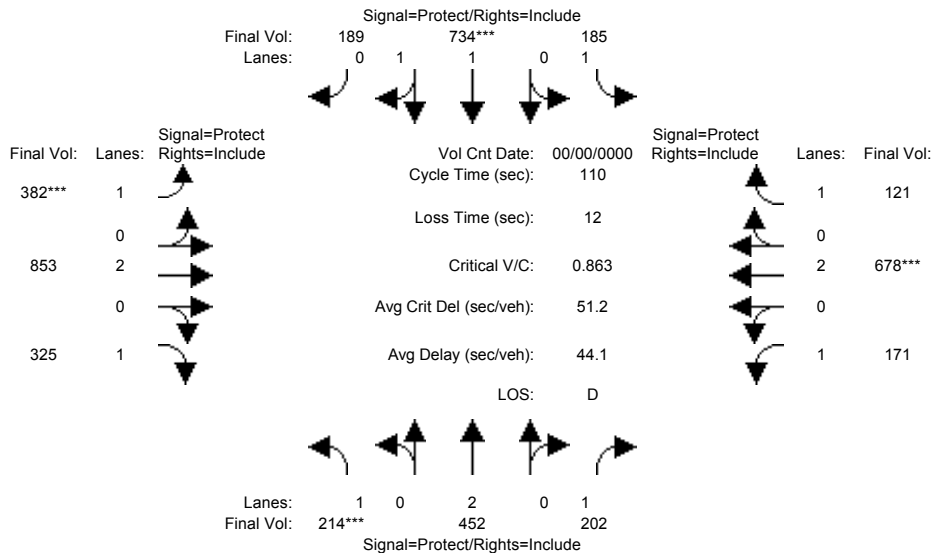 Signal=Protect/Rights=Include
Final Vol: 189 734*** 185
Lanes: 0 1 1 0 1
Signal=Protect Signal=Protect
Final Vol: Lanes: Rights=Include Vol Cnt Date: 00/00/0000 Rights=Include Lanes: Final Vol:
Cycle Time (sec): 110
382*** 1 1 121
Loss Time (sec): 12
0 0
853 2 Critical V/C: 0.863 2 678***
0 Avg Crit Del (sec/veh): 51.2 0
325 1 Avg Delay (sec/veh): 44.1 1 171
LOS: D
Lanes: 1 0 2 0 1
Final Vol: 214*** 452 202
Signal=Protect/Rights=Include